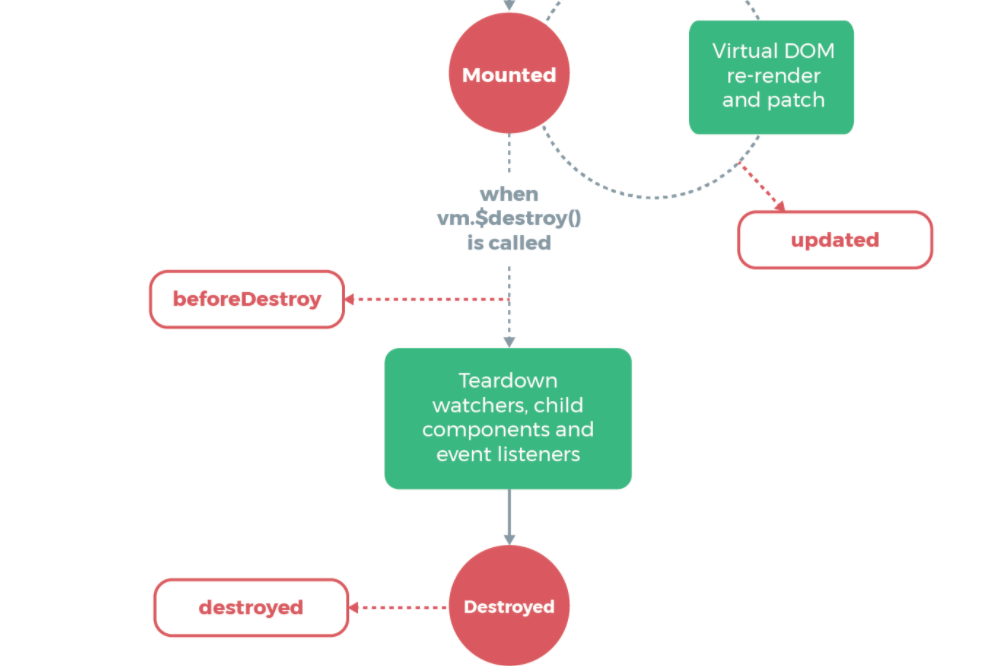 Mounted
Virtual DOM
re-render
and patch
when
vm.$destroy()
is called
updated
beforeDestroy
Teardown
watchers, child
components and
event listeners
destroyed
Destroyed